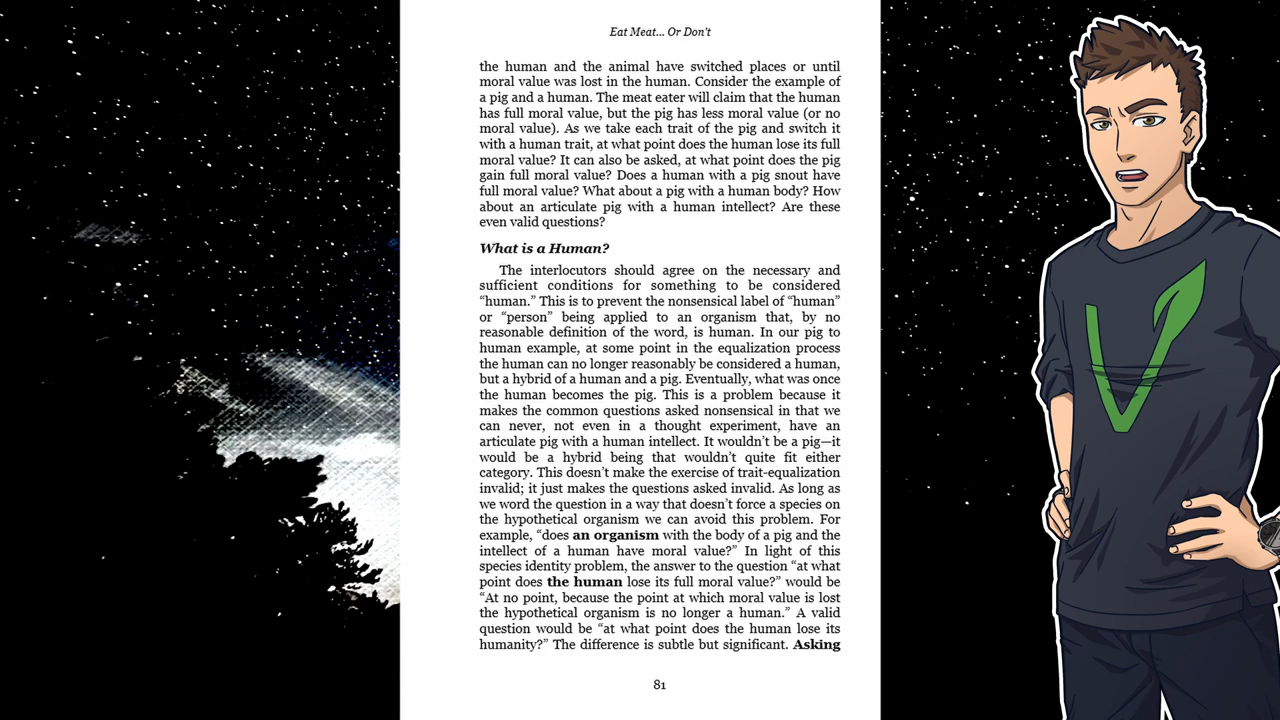 Eat Meat... Or Don't
the human and the animal have switched places or until
moral value was lost in the human. Consider the example of
a pig and a human. The meat eater will claim that the human
has full moral value, but the pig has less moral value (or no
moral value). As we take each trait of the pig and switch it
with a human trait, at what point does the human lose its full
moral value? It can also be asked, at what point does the pig
gain full moral value? Does a human with a pig snout have
full moral value? What about a pig with a human body? How
about an articulate pig with a human intellect? Are these
even valid questions?
What is a Human?
The interlocutors should agree on the necessary and
sufficient conditions for something to be considered
“human.” This is to prevent the nonsensical label of “human”
or “person” being applied to an organism that, by no
reasonable definition of the word, is human. In our pig to
human example, at some point in the equalization process
the human can no longer reasonably be considered a human,
but a hybrid of a human and a pig. Eventually, what was once
the human becomes the pig. This is a problem because it
makes the common questions asked nonsensical in that we
can never, not even in a thought experiment, have an
articulate pig with a human intellect. It wouldn’t be a pig—it
would be a hybrid being that wouldn’t quite fit either
category. This doesn’t make the exercise of trait-equalization
invalid; it just makes the questions asked invalid. As long as
we word the question in a way that doesn’t force a species on
the hypothetical organism we can avoid this problem. For
example, “does an organism with the body of a pig and the
intellect of a human have moral value?” In light of this
species identity problem, the answer to the question “at what
point does the human lose its full moral value?” would be
“At no point, because the point at which moral value is lost
the hypothetical organism is no longer a human.” A valid
question would be “at what point does the human lose its
humanity?” The difference is subtle but significant. Asking
81
V